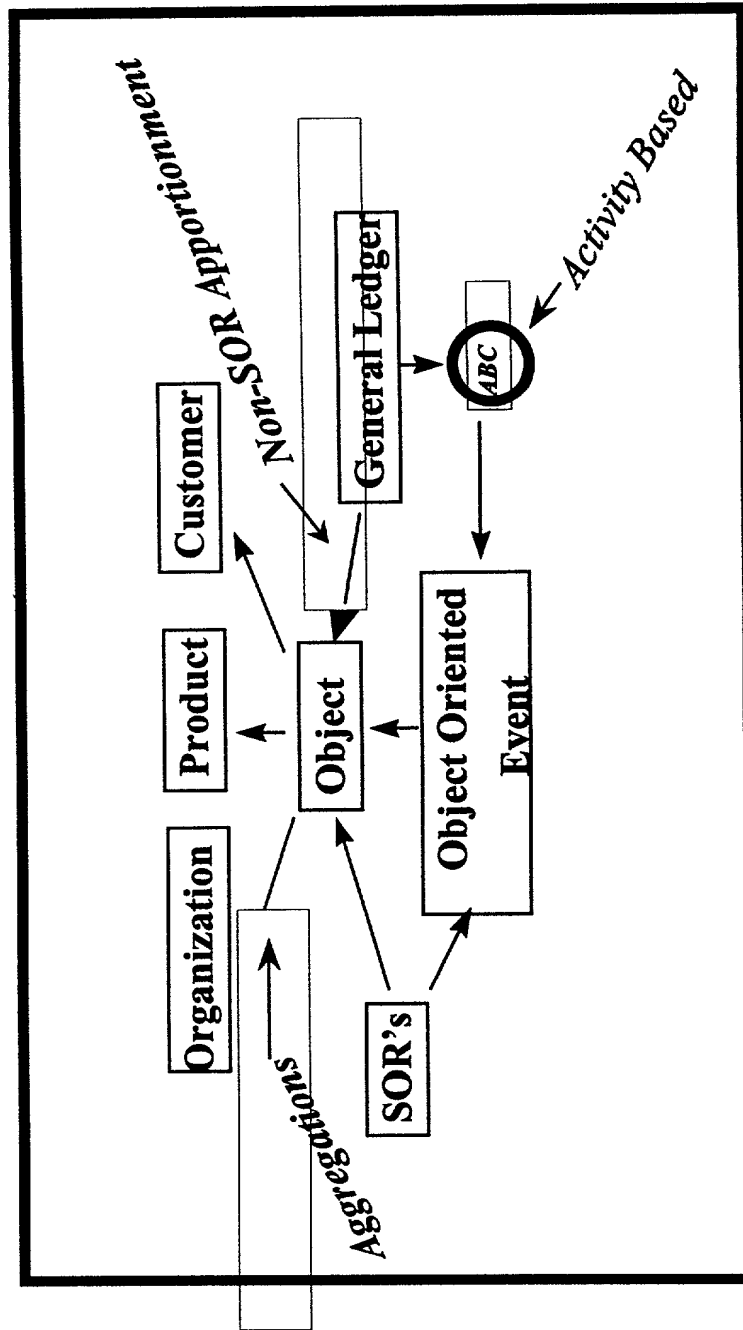 Organization
Product
Customer
Aggregations
Non-SOR Apportionment
Object
General Ledger
SOR's
Object Oriented
Event
ABC
Activity Based